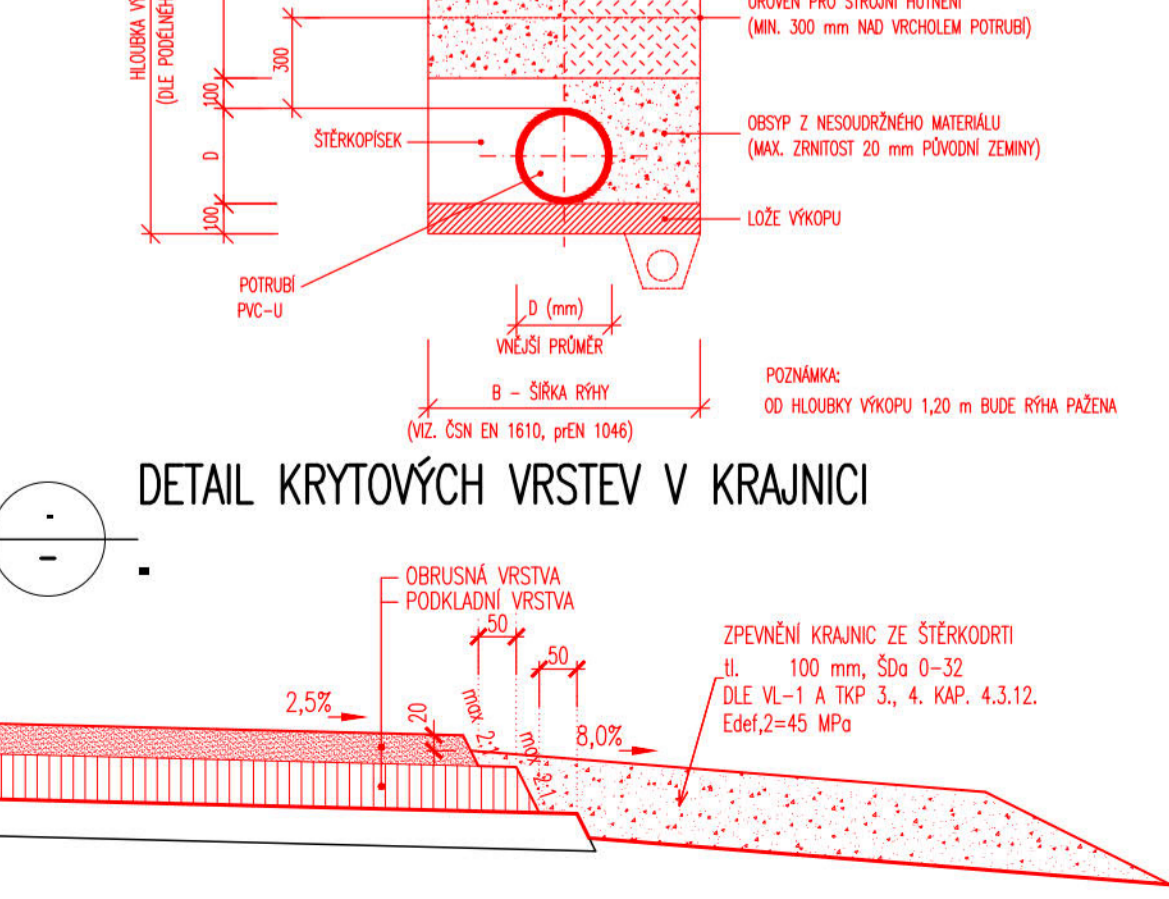 HLOUBKA
(DLE PODÉLNÉHO
ÚROVEŇ PRO STROJNÍ HUTNĚNÍ
(MIN. 300 mm NAD VRCHOLEM POTRUBÍ)
300
100
D
100
ŠTĚRKOPÍSEK
OBSYP Z NESOUDRŽNÉHO MATERIÁLU
(MAX. ZRNITOST 20 mm PŮVODNÍ ZEMINY)
LOŽE VÝKOPU
POTRUBÍ
PVC-U
D (mm)
VNĚJŠÍ PRŮMĚR
B - ŠÍŘKA RÝHY
(VIZ. ČSN EN 1610, prEN 1046)
POZNÁMKA:
OD HLOUBKY VÝKOPU 1,20 m BUDE RÝHA PAŽENA
DETAIL KRYTOVÝCH VRSTEV V KRAJNICI
-
-
OBRUSNÁ VRSTVA
PODKLADNÍ VRSTVA
50
50
2,5%
20
max 2:1
max 2:1
8,0%
ZPEVNĚNÍ KRAJNIC ZE ŠTĚRKODRTI
tl. 100 mm, ŠDa 0-32
DLE VL-1 A TKP 3., 4. KAP. 4.3.12.
Edef,2=45 MPa